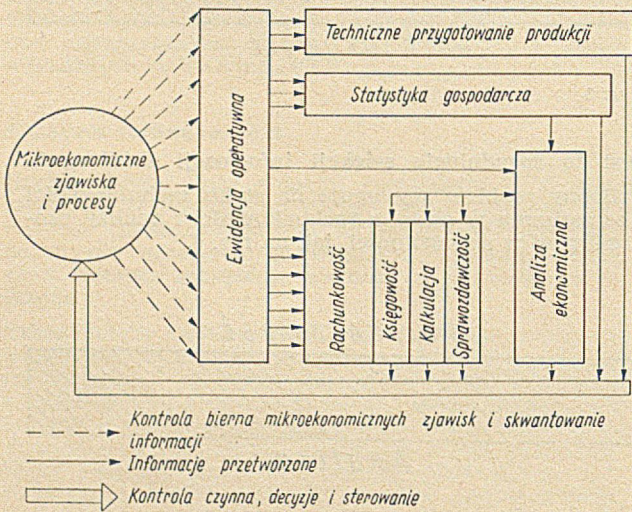 Techniczne przygotowanie produkcji
Statystyka gospodarcza
Mikroekonomiczne
zjawiska
i procesy
Ewidencja operatywna
Rachunkowość
Księgowość
Kalkulacja
Sprawozdawczość
Analiza
ekonomiczna
Kontrola bierna mikroekonomicznych zjawisk i skwantowanie
informacji
Informacje przetworzone
Kontrola czynna, decyzje i sterowanie